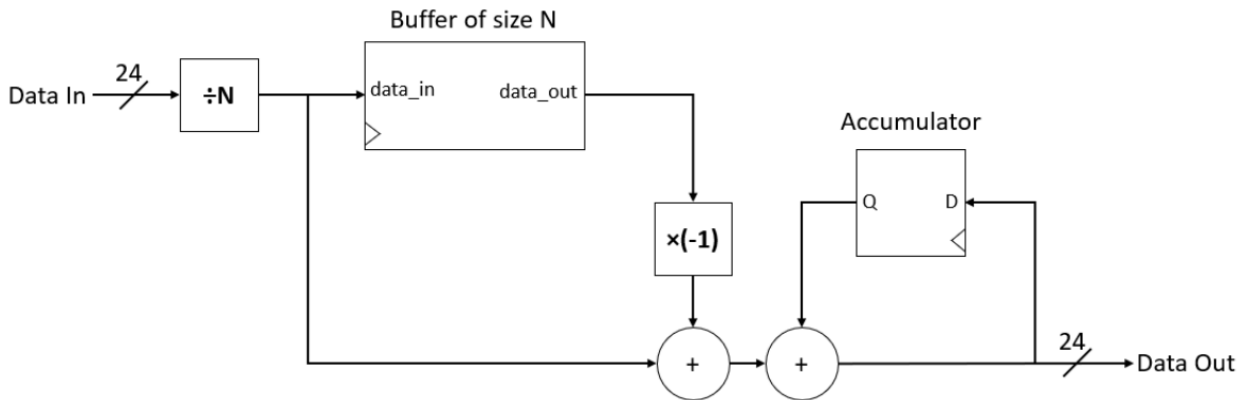 Buffer of size N
24
Data In
÷N
data_in
data_out
Accumulator
Q
D
×(-1)
+
+
24
Data Out